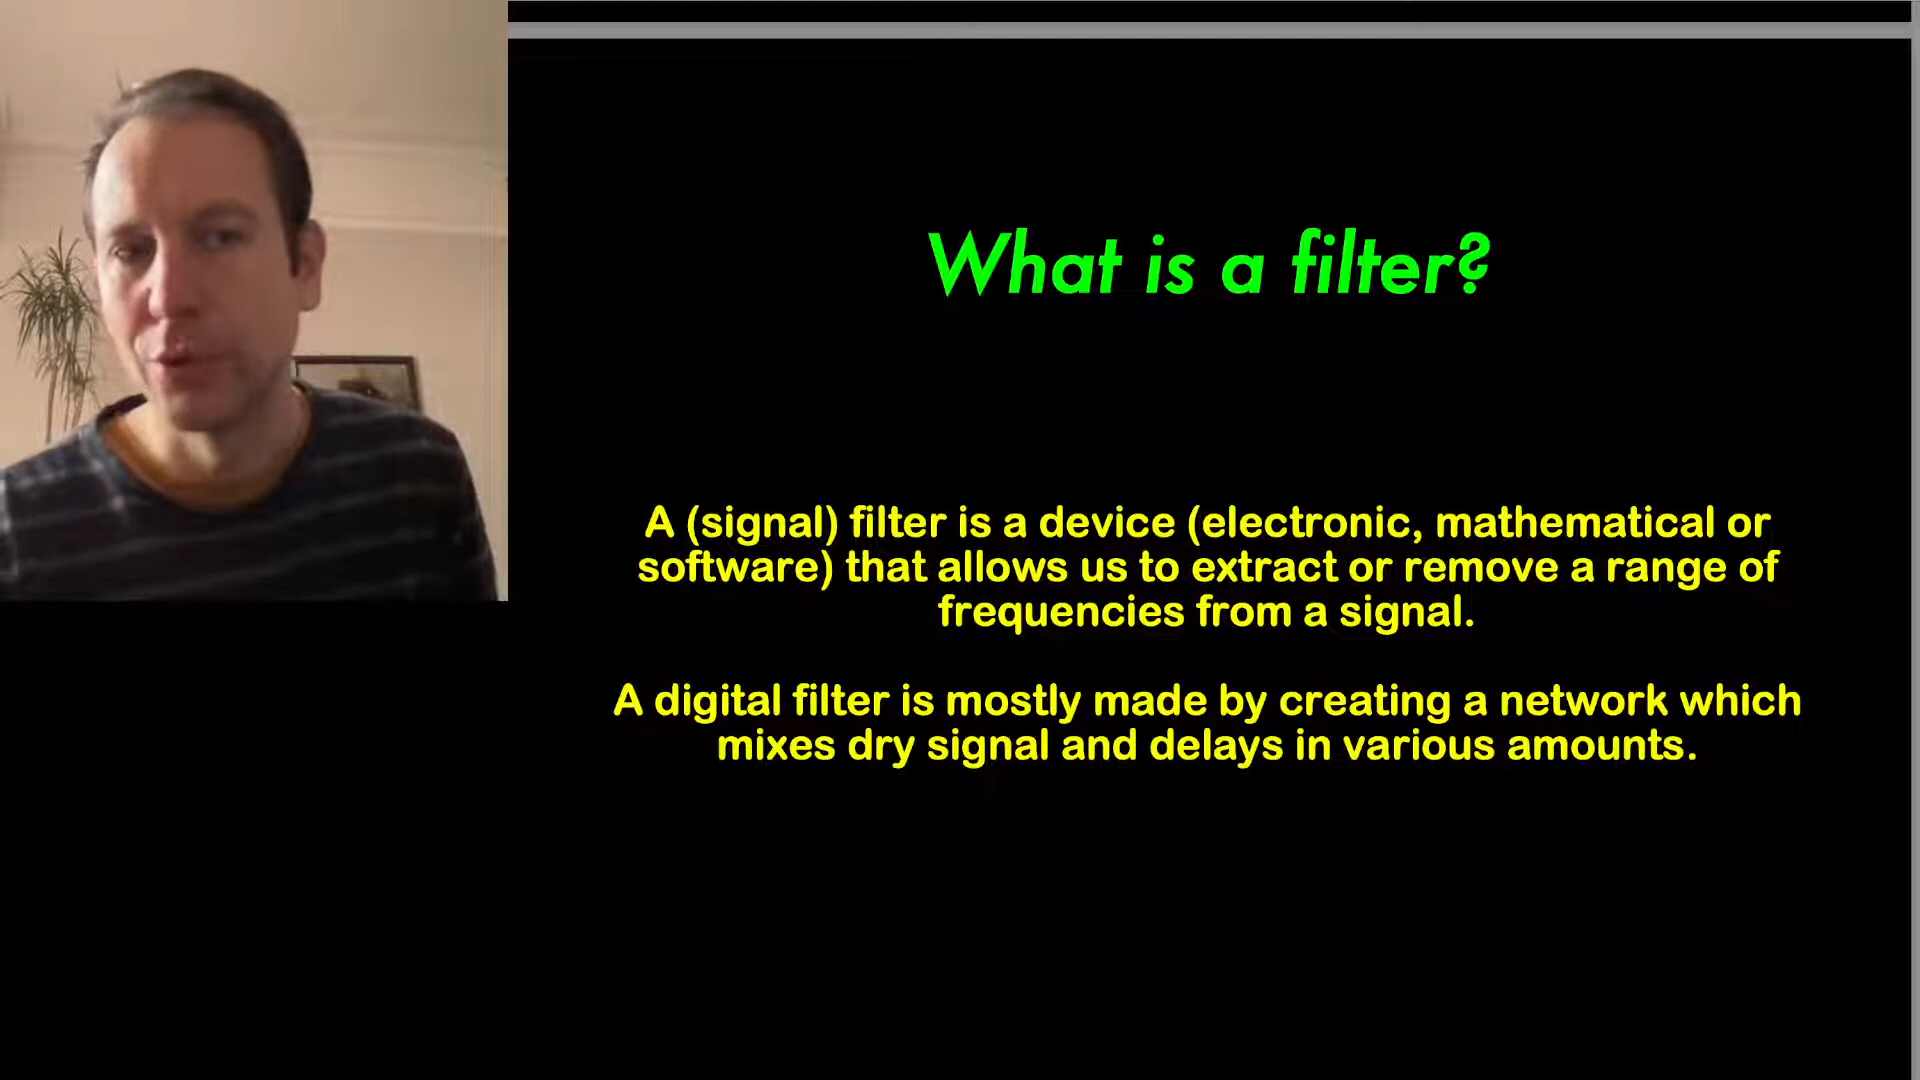 What is a filter?
A (signal) filter is a device (electronic, mathematical or
software) that allows us to extract or remove a range of
frequencies from a signal.
A digital filter is mostly made by creating a network which
mixes dry signal and delays in various amounts.